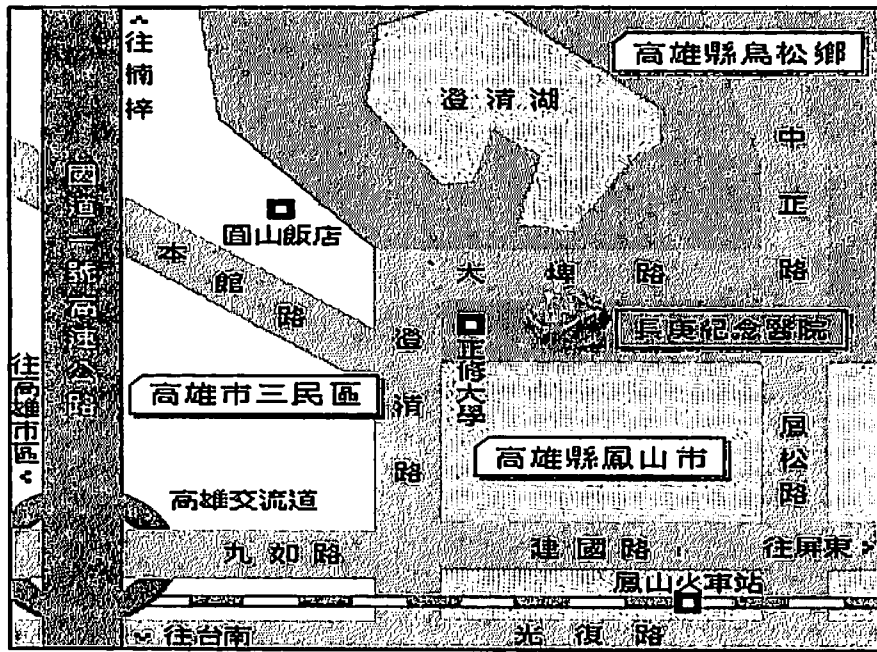 往楠梓
高雄縣鳥松鄉
澄清湖
中正路
國道一號高速公路
圓山飯店
本館路
大埤路
長庚紀念醫院
正修大學
澄清路
往高雄市區
高雄市三民區
高雄縣鳳山市
鳳松路
高雄交流道
九如路
建國路
往屏東
鳳山火車站
往台南
光復路